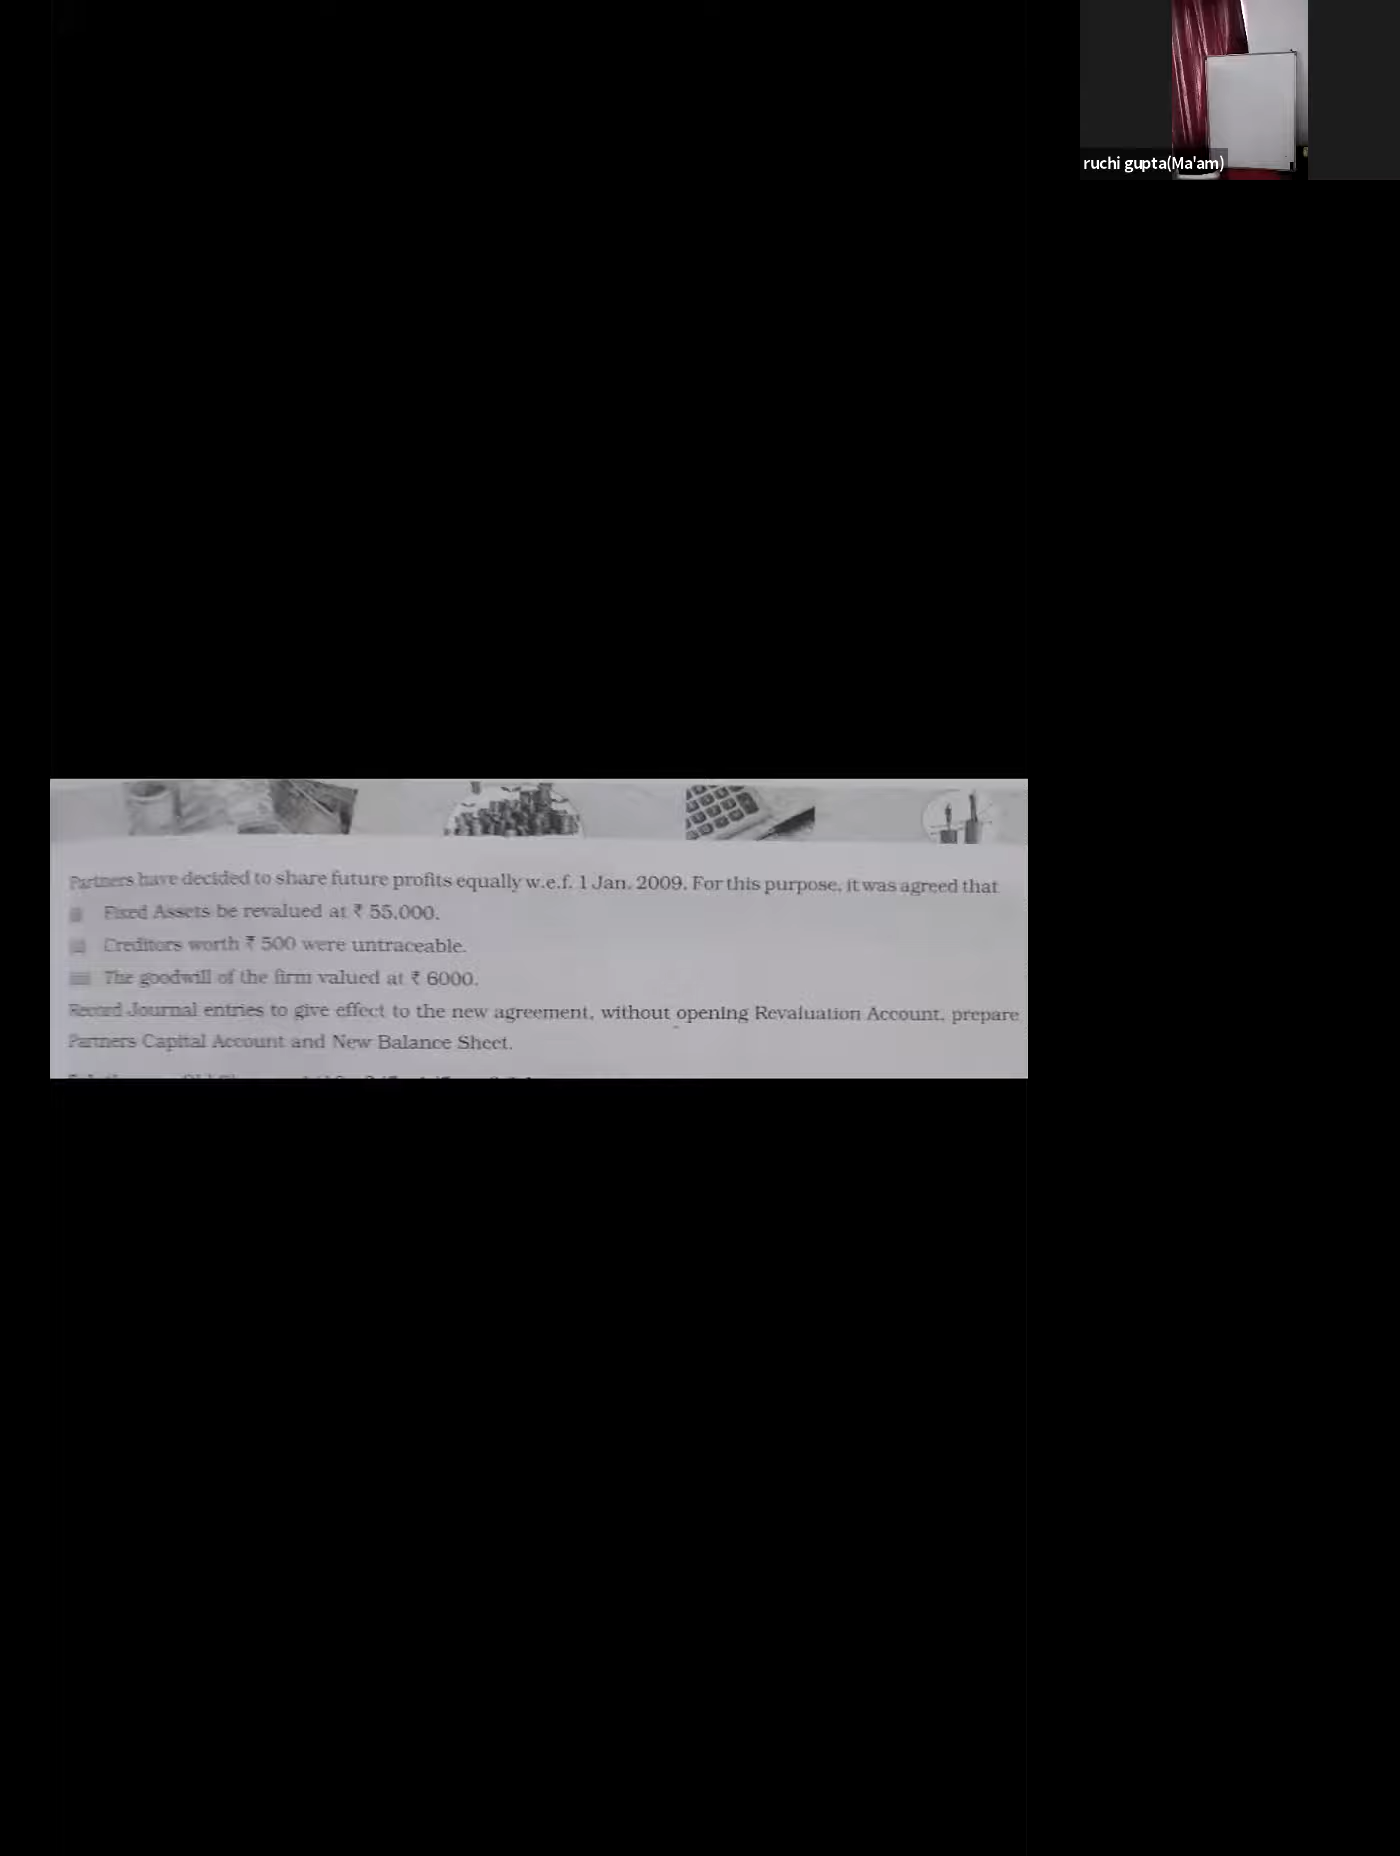 ruchi gupta(Ma'am)
Partners have decided to share future profits equally w.e.f. 1 Jan. 2009. For this purpose, it was agreed that
Fixed Assets be revalued at ₹ 55,000.
Creditors worth ₹ 500 were untraceable.
The goodwill of the firm valued at ₹ 6000.
Record Journal entries to give effect to the new agreement, without opening Revaluation Account, prepare
Partners Capital Account and New Balance Sheet.